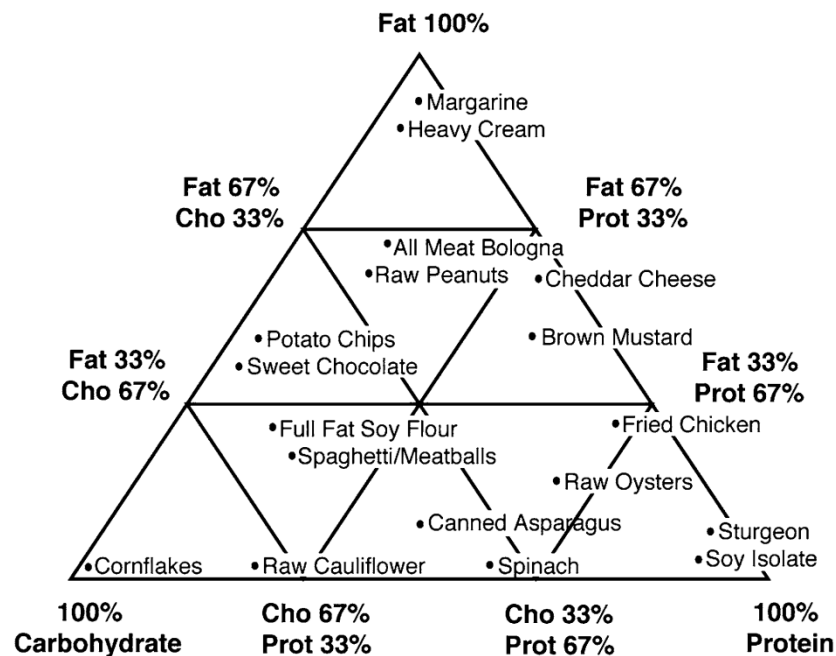 Fat 100%
• Margarine
• Heavy Cream
Fat 67%
Cho 33%
Fat 67%
Prot 33%
• All Meat Bologna
• Raw Peanuts
• Cheddar Cheese
• Potato Chips
• Sweet Chocolate
• Brown Mustard
Fat 33%
Cho 67%
Fat 33%
Prot 67%
• Full Fat Soy Flour
• Spaghetti/Meatballs
• Fried Chicken
• Raw Oysters
• Canned Asparagus
• Sturgeon
• Soy Isolate
• Cornflakes
• Raw Cauliflower
• Spinach
100%
Carbohydrate
Cho 67%
Prot 33%
Cho 33%
Prot 67%
100%
Protein